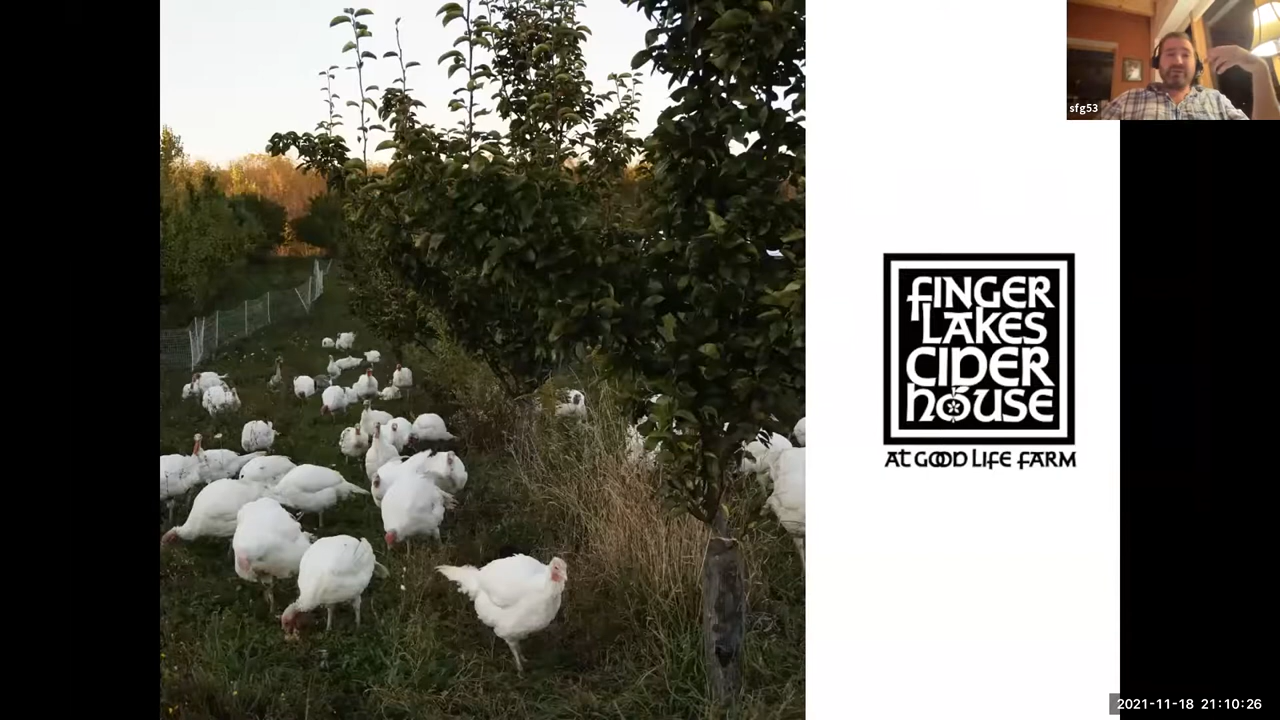 sfg53
FINGER
LAKES
CIDER
HOUSE
AT GOOD LIFE FARM
2021-11-18 21:10:26